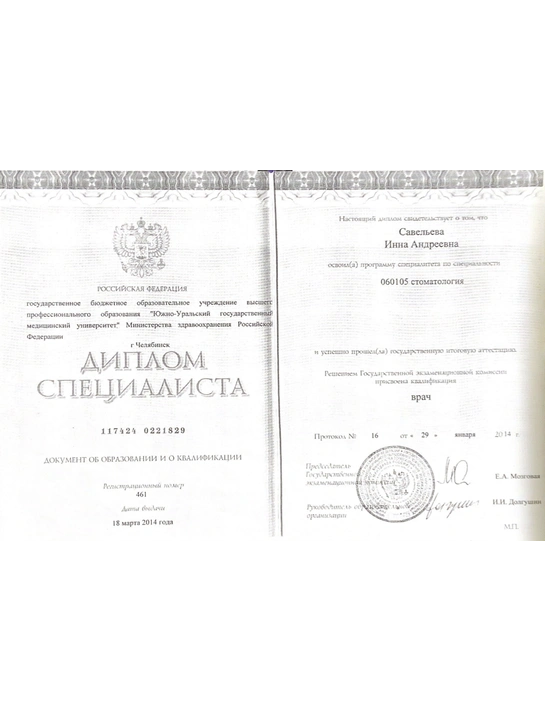 РОССИЙСКАЯ ФЕДЕРАЦИЯ
государственное бюджетное образовательное учреждение высшего
профессионального образования "Южно-Уральский государственный
медицинский университет" Министерства здравоохранения Российской
Федерации
г Челябинск
ДИПЛОМ
СПЕЦИАЛИСТА
117424 0221829
ДОКУМЕНТ ОБ ОБРАЗОВАНИИ И О КВАЛИФИКАЦИИ
Регистрационный номер
461
Дата выдачи
18 марта 2014 года
Настоящий диплом свидетельствует о том, что
Савельева
Инна Андреевна
освоил(а) программу специалитета по специальности
060105 стоматология
и успешно прошел(ла) государственную итоговую аттестацию
Решением Государственной экзаменационной комиссии
присвоена квалификация
врач
Протокол № 16 от « 29 » января 2014 г.
Председатель
Государственной
экзаменационной комиссии
Е.А. Мозговая
Руководитель образовательной
организации
И.И. Долгушин
М.П.